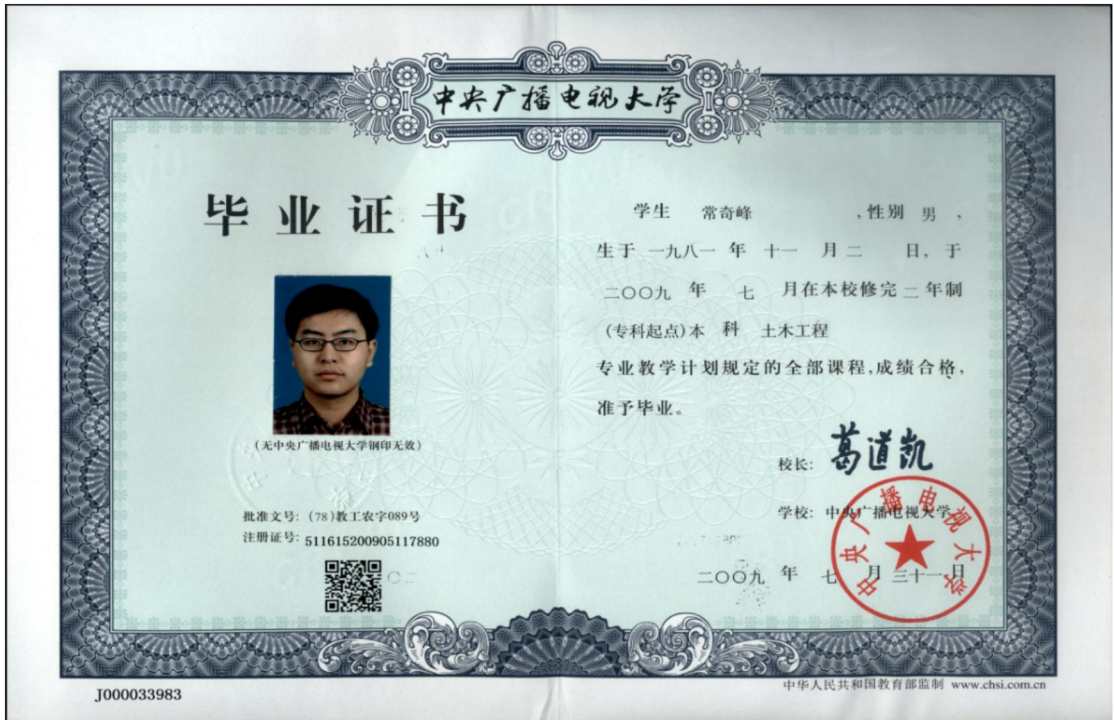 中央广播电视大学
毕业证书
(无中央广播电视大学钢印无效)
批准文号: (78)教工农字089号
注册证号: 511615200905117880
学生 常奇峰 ,性别 男 ,
生于 一九八一 年 十一 月 二 日, 于
二〇〇九 年 七 月在本校修完 二 年制
(专科起点)本 科 土木工程
专业教学计划规定的全部课程,成绩合格,
准予毕业。
校长: 葛道凯
学校: 中央广播电视大学
二〇〇九 年 七 月 三十一 日
中央广播电视大学
J000033983
中华人民共和国教育部监制 www.chsi.com.cn